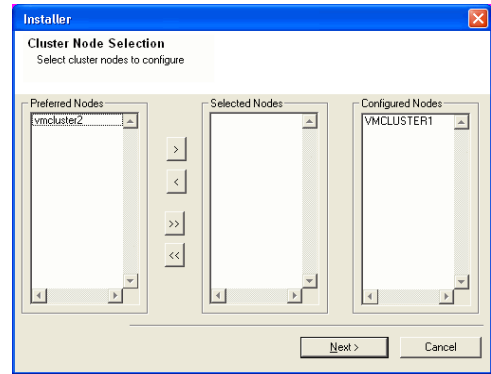 Installer
Cluster Node Selection
Select cluster nodes to configure
Preferred Nodes
Selected Nodes
Configured Nodes
vmcluster2
VMCLUSTER1
>
<
>>
<<
Next >
Cancel